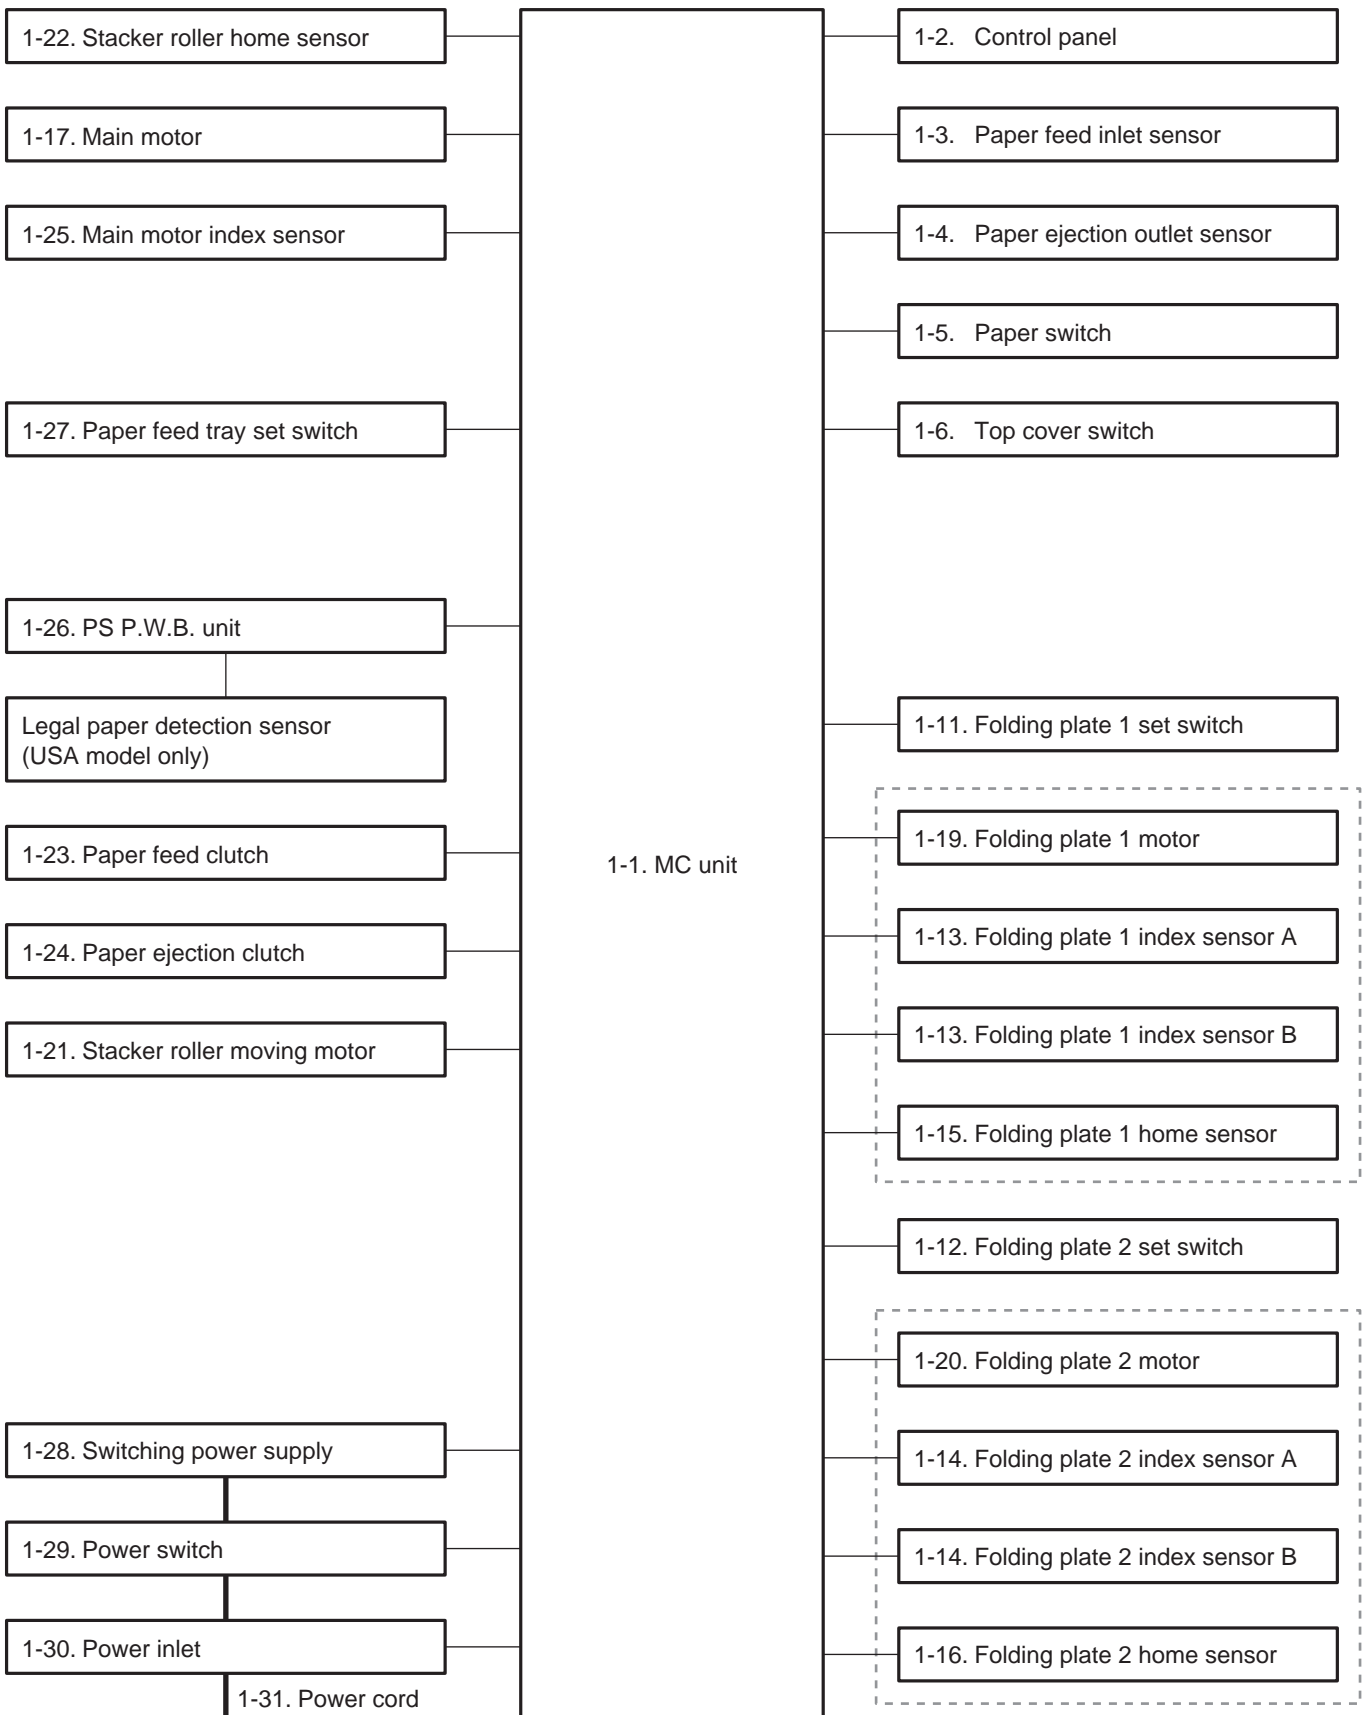 1-22. Stacker roller home sensor
1-17. Main motor
1-25. Main motor index sensor
1-27. Paper feed tray set switch
1-26. PS P.W.B. unit
Legal paper detection sensor
(USA model only)
1-23. Paper feed clutch
1-24. Paper ejection clutch
1-21. Stacker roller moving motor
1-28. Switching power supply
1-29. Power switch
1-30. Power inlet
1-31. Power cord
1-1. MC unit
1-2. Control panel
1-3. Paper feed inlet sensor
1-4. Paper ejection outlet sensor
1-5. Paper switch
1-6. Top cover switch
1-11. Folding plate 1 set switch
1-19. Folding plate 1 motor
1-13. Folding plate 1 index sensor A
1-13. Folding plate 1 index sensor B
1-15. Folding plate 1 home sensor
1-12. Folding plate 2 set switch
1-20. Folding plate 2 motor
1-14. Folding plate 2 index sensor A
1-14. Folding plate 2 index sensor B
1-16. Folding plate 2 home sensor